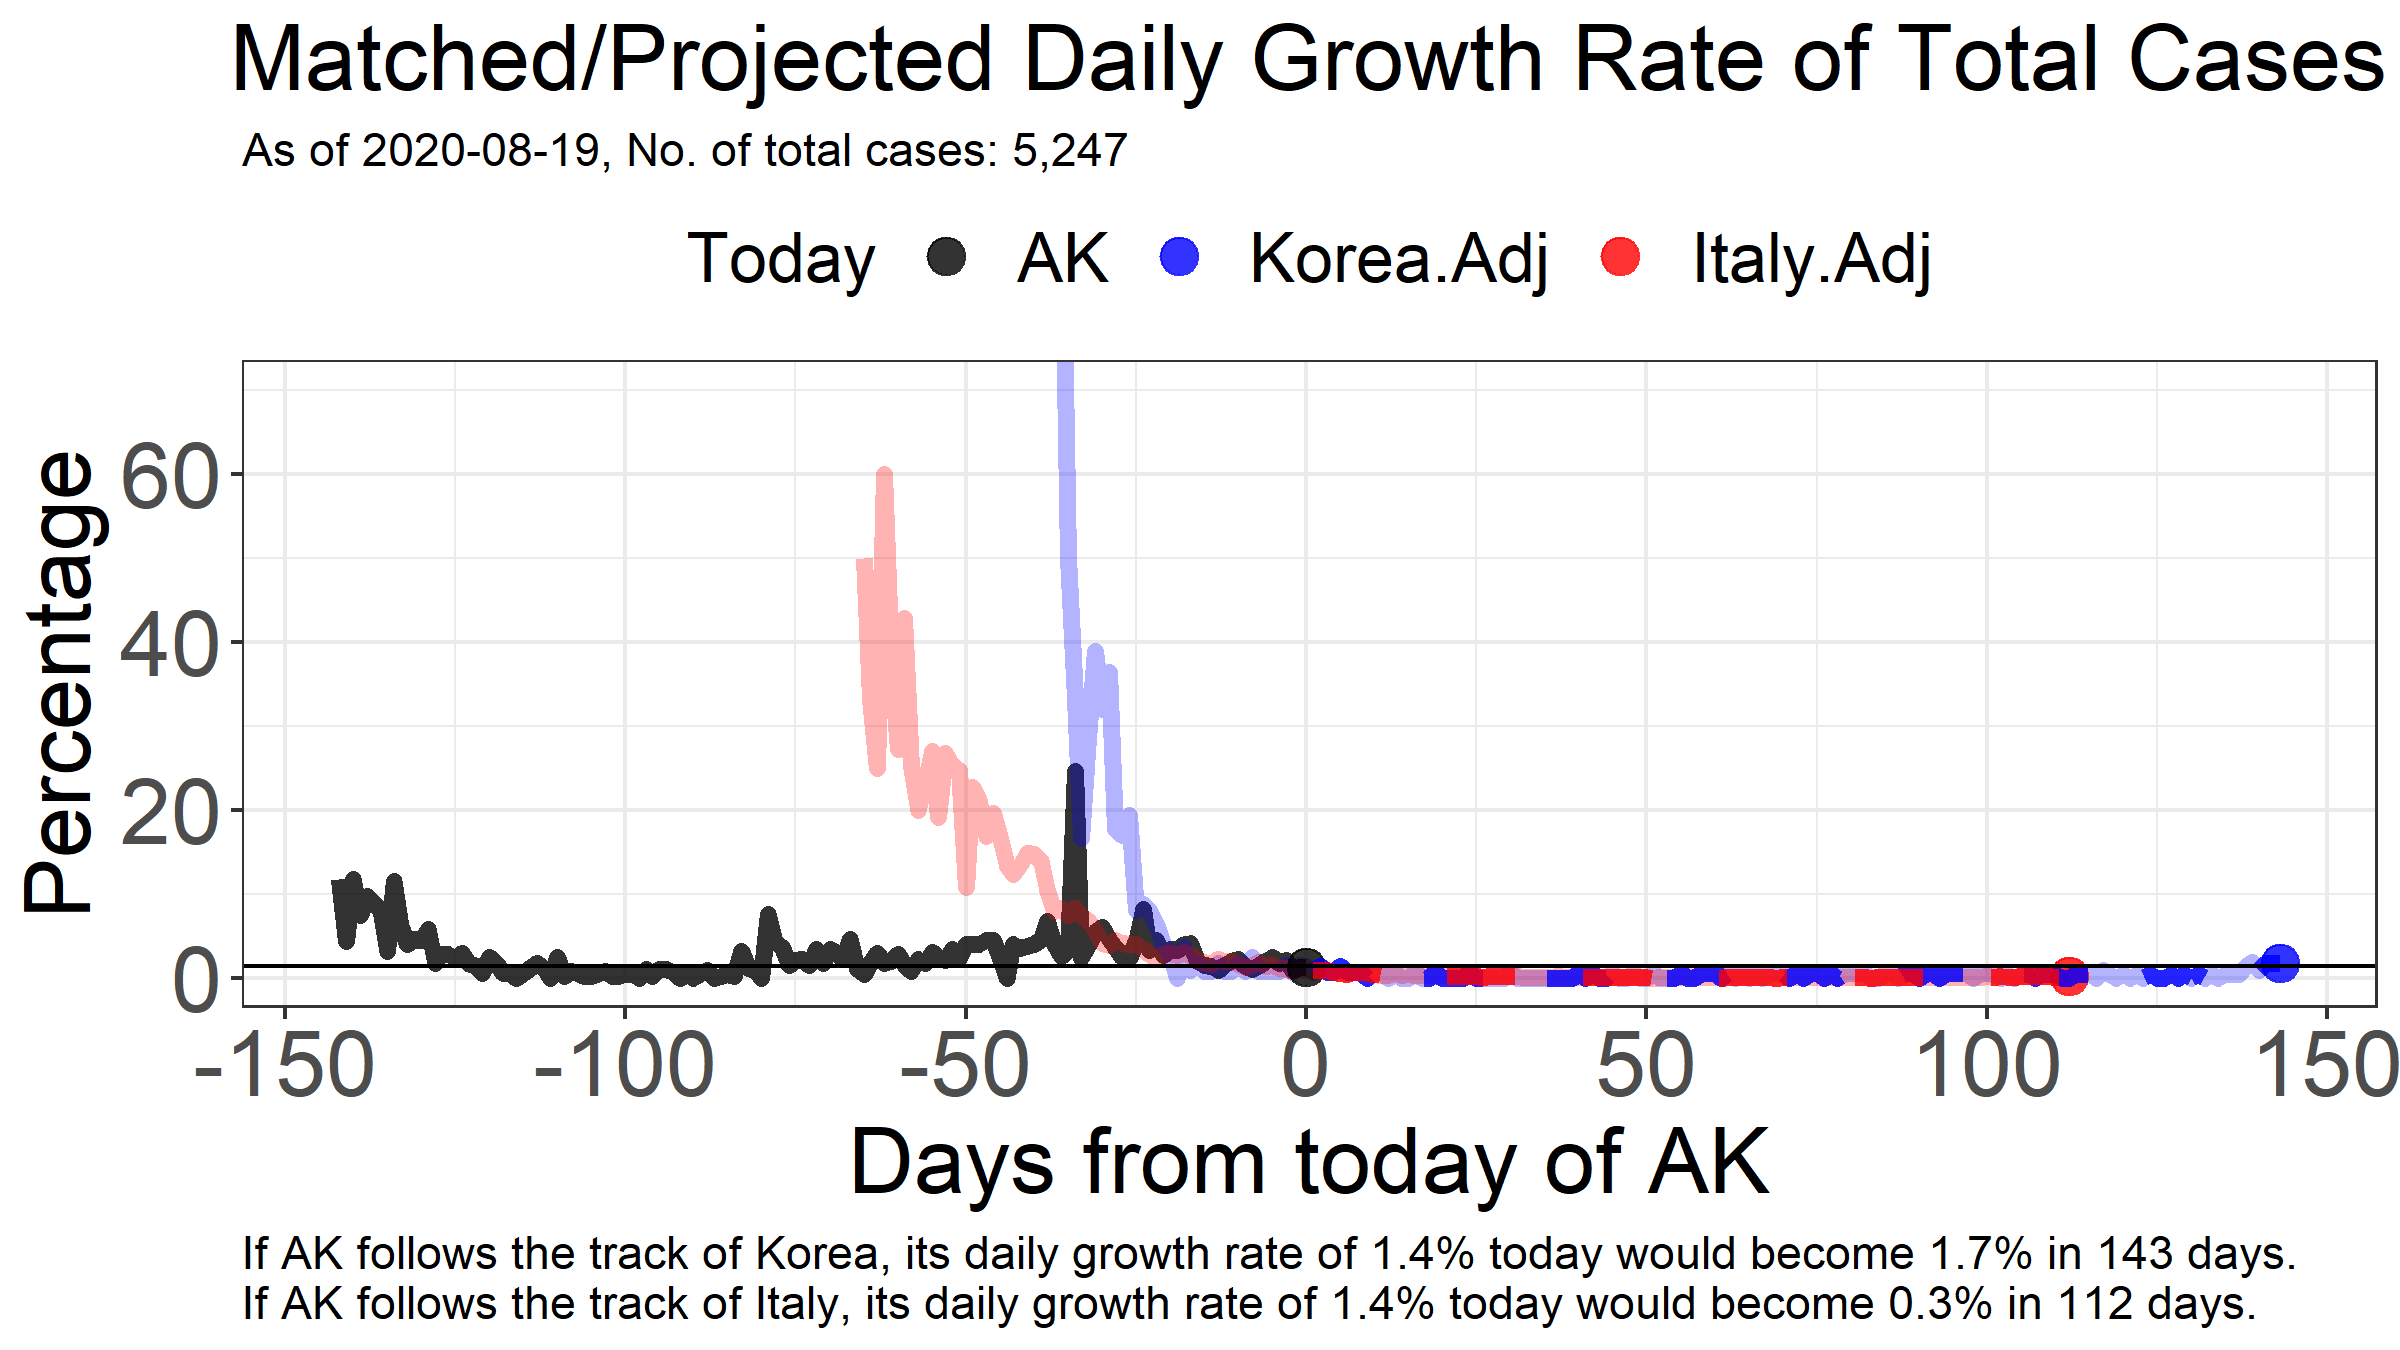 Matched/Projected Daily Growth Rate of Total Cases
As of 2020-08-19, No. of total cases: 5,247
Today AK Korea.Adj Italy.Adj
Percentage
60
40
20
0
-150 -100 -50 0 50 100 150
Days from today of AK
If AK follows the track of Korea, its daily growth rate of 1.4% today would become 1.7% in 143 days.
If AK follows the track of Italy, its daily growth rate of 1.4% today would become 0.3% in 112 days.